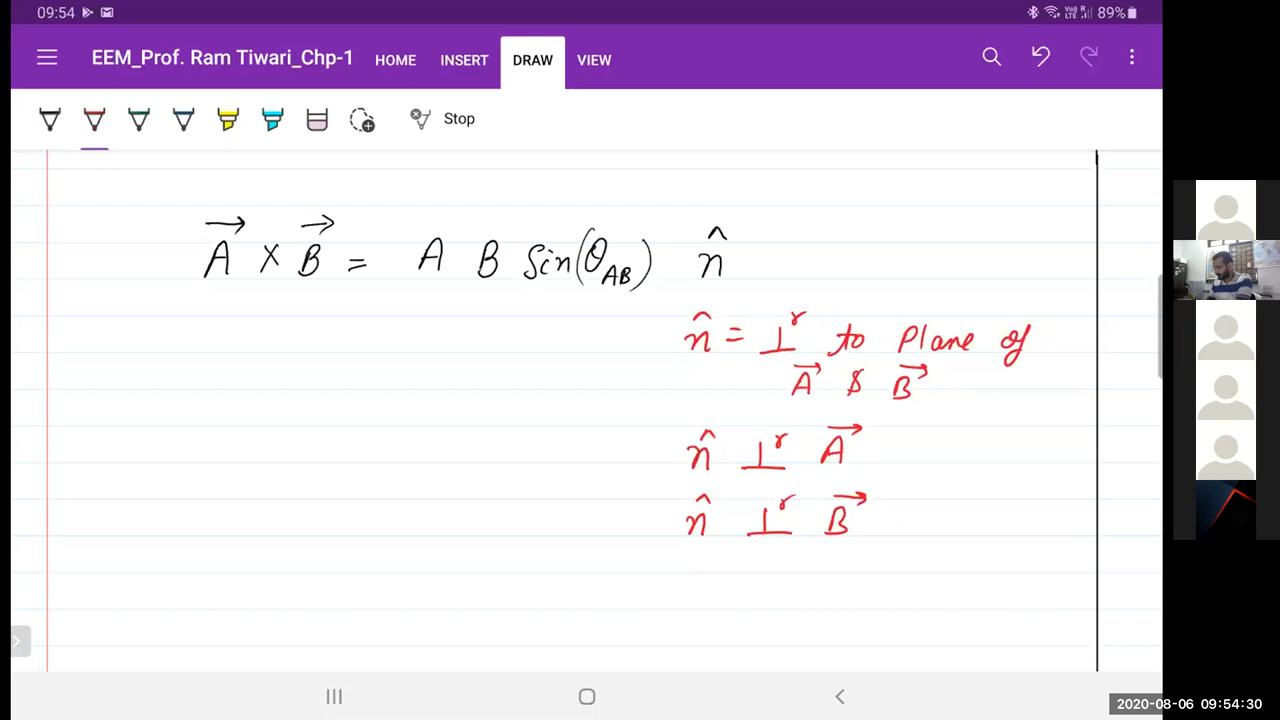 09:54
89%
EEM_Prof. Ram Tiwari_Chp-1 HOME INSERT DRAW VIEW
Stop
A⃗ × B⃗ = A B Sin(θ_AB) n̂
n̂ = ⊥ʳ to Plane of
A⃗ & B⃗
n̂ ⊥ʳ A⃗
n̂ ⊥ʳ B⃗
2020-08-06 09:54:30